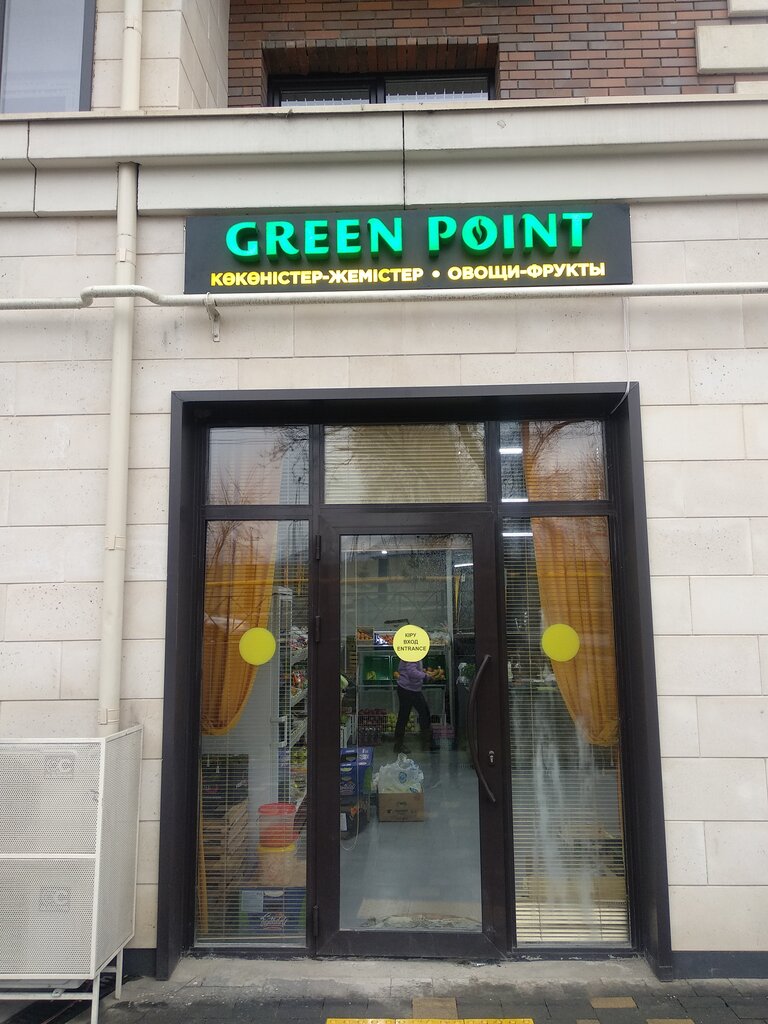 GREEN POINT
КӨКӨНІСТЕР-ЖЕМІСТЕР • ОВОЩИ-ФРУКТЫ
КІРУ
ВХОД
ENTRANCE